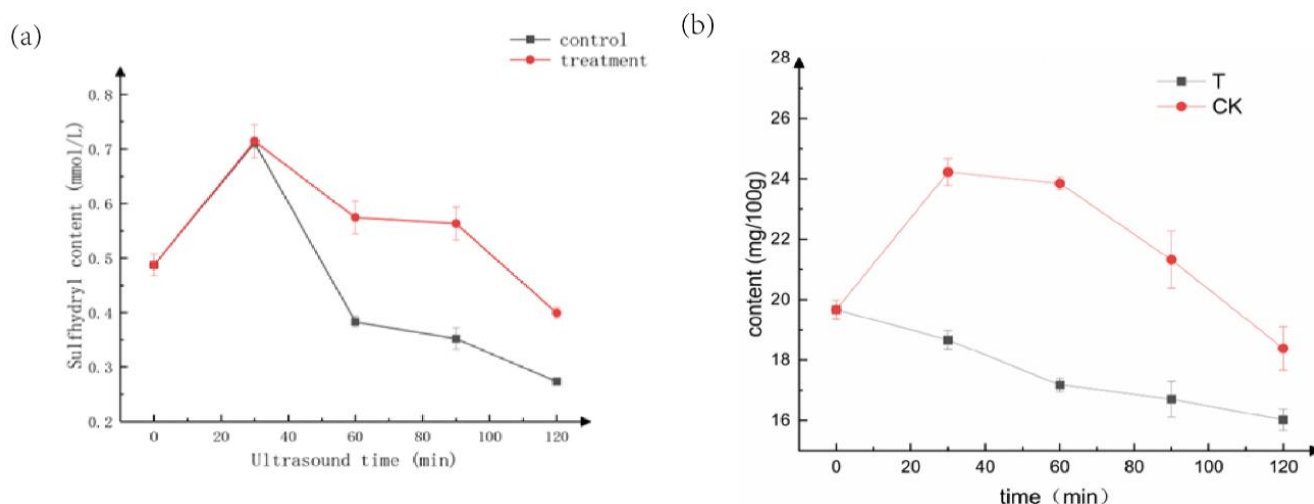 (a)
control
treatment
Sulfhydryl content (mmol/L)
0.8
0.7
0.6
0.5
0.4
0.3
0.2
0 20 40 60 80 100 120
Ultrasound time (min)
(b)
T
CK
content (mg/100g)
28
26
24
22
20
18
16
0 20 40 60 80 100 120
time（min）